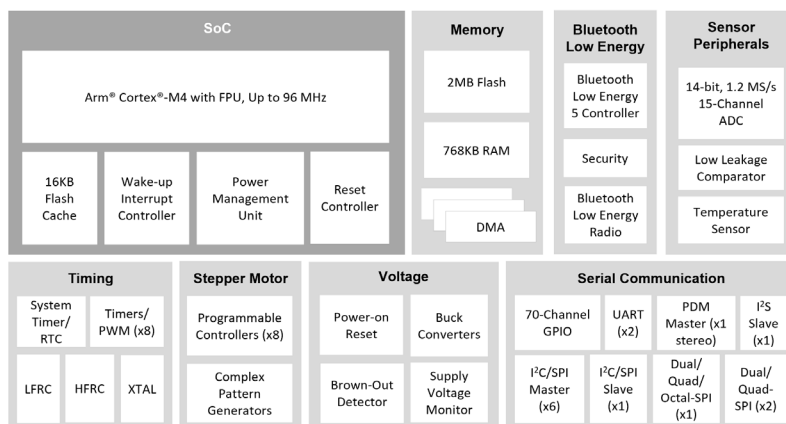 SoC
Arm® Cortex®-M4 with FPU, Up to 96 MHz
16KB
Flash
Cache
Wake-up
Interrupt
Controller
Power
Management
Unit
Reset
Controller
Memory
2MB Flash
768KB RAM
DMA
Bluetooth
Low Energy
Bluetooth
Low Energy
5 Controller
Security
Bluetooth
Low Energy
Radio
Sensor
Peripherals
14-bit, 1.2 MS/s
15-Channel
ADC
Low Leakage
Comparator
Temperature
Sensor
Timing
System
Timer/
RTC
Timers/
PWM (x8)
LFRC
HFRC
XTAL
Stepper Motor
Programmable
Controllers (x8)
Complex
Pattern
Generators
Voltage
Power-on
Reset
Buck
Converters
Brown-Out
Detector
Supply
Voltage
Monitor
Serial Communication
70-Channel
GPIO
UART
(x2)
PDM
Master (x1
stereo)
I²S
Slave
(x1)
I²C/SPI
Master
(x6)
I²C/SPI
Slave
(x1)
Dual/
Quad/
Octal-SPI
(x1)
Dual/
Quad-
SPI (x2)